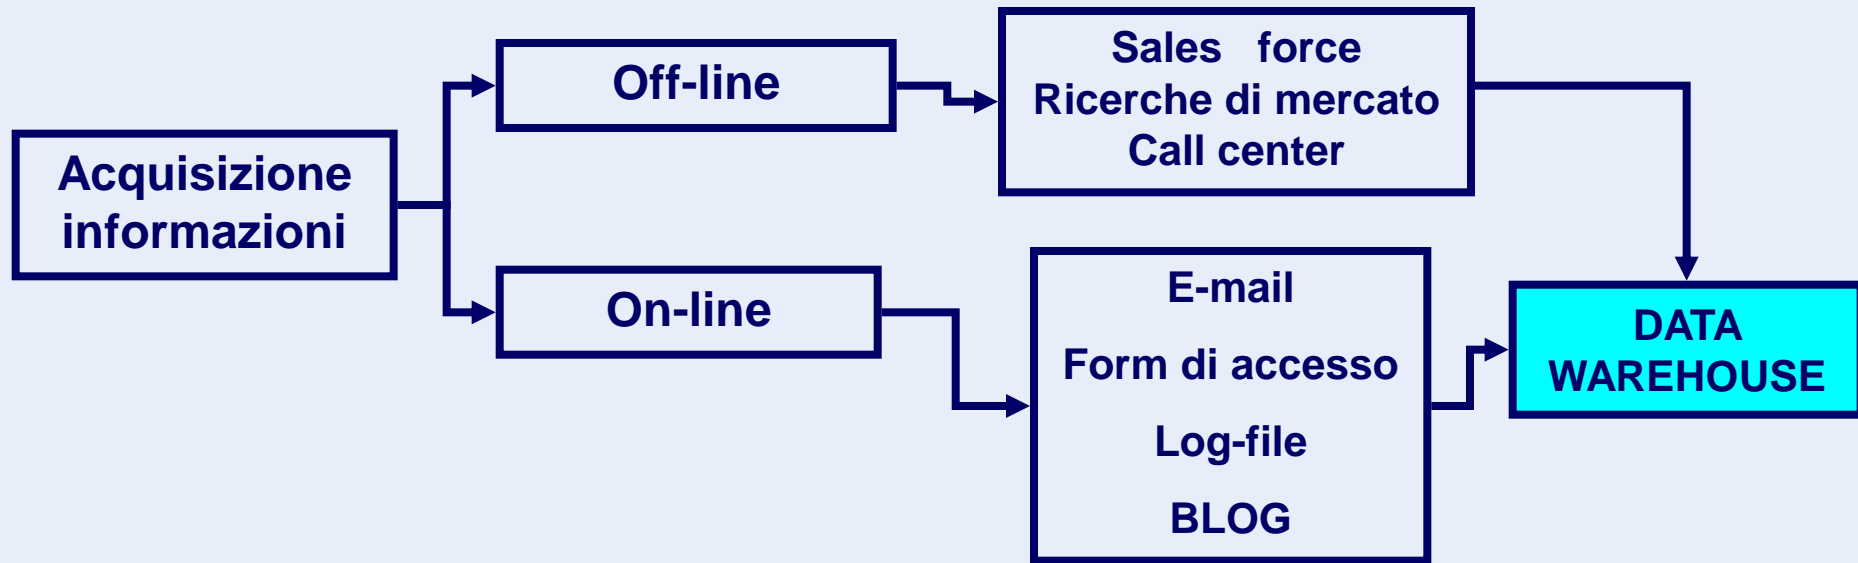 Acquisizione
informazioni
Off-line
Sales force
Ricerche di mercato
Call center
On-line
E-mail
Form di accesso
Log-file
BLOG
DATA
WAREHOUSE